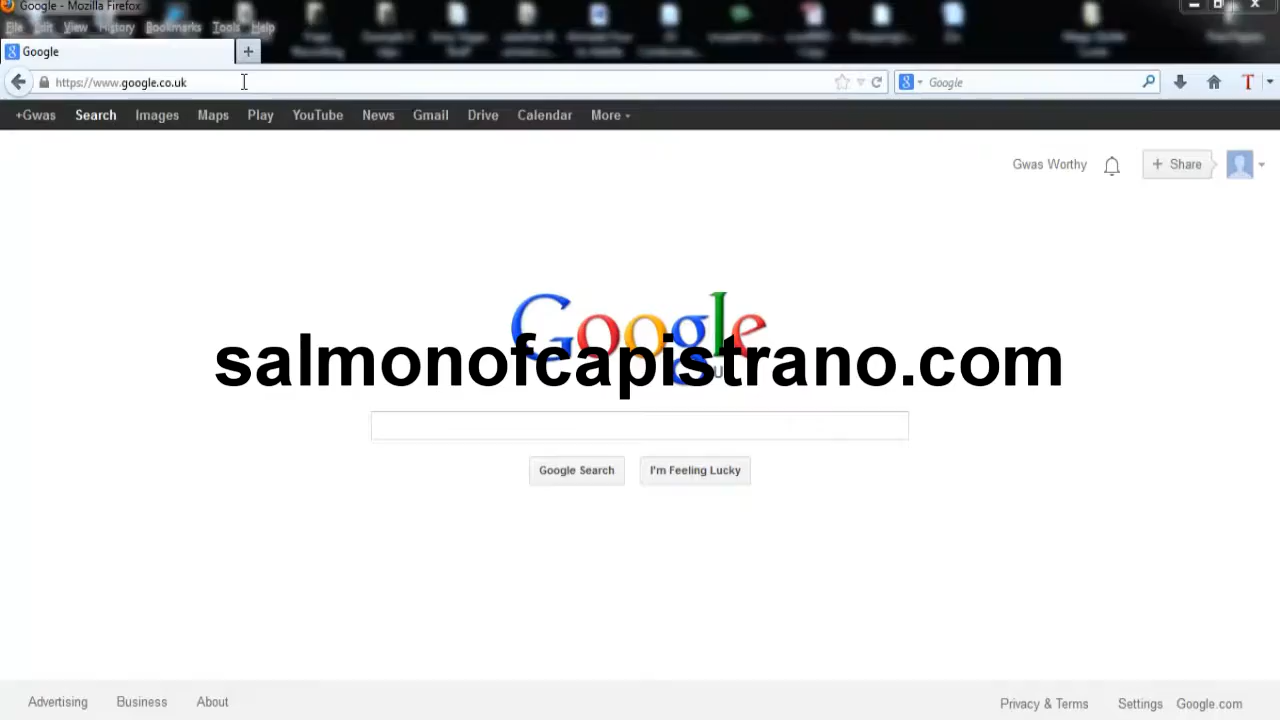 Google - Mozilla Firefox
File Edit View History Bookmarks Tools Help
Google
https://www.google.co.uk
Google
+Gwas Search Images Maps Play YouTube News Gmail Drive Calendar More
Gwas Worthy
+ Share
Google
salmonofcapistrano.com
Google Search
I'm Feeling Lucky
Advertising Business About
Privacy & Terms Settings Google.com